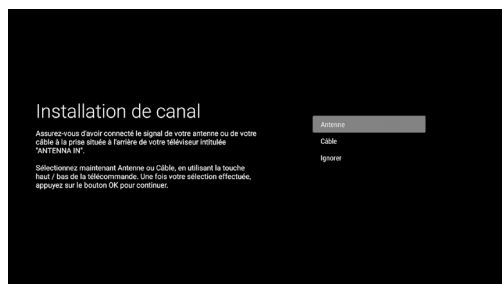 Installation de canal
Assurez-vous d'avoir connecté le signal de votre antenne ou de votre
câble à la prise située à l'arrière de votre téléviseur intitulée
"ANTENNA IN".
Sélectionnez maintenant Antenne ou Câble, en utilisant la touche
haut / bas de la télécommande. Une fois votre sélection effectuée,
appuyez sur le bouton OK pour continuer.
Antenne
Câble
Ignorer